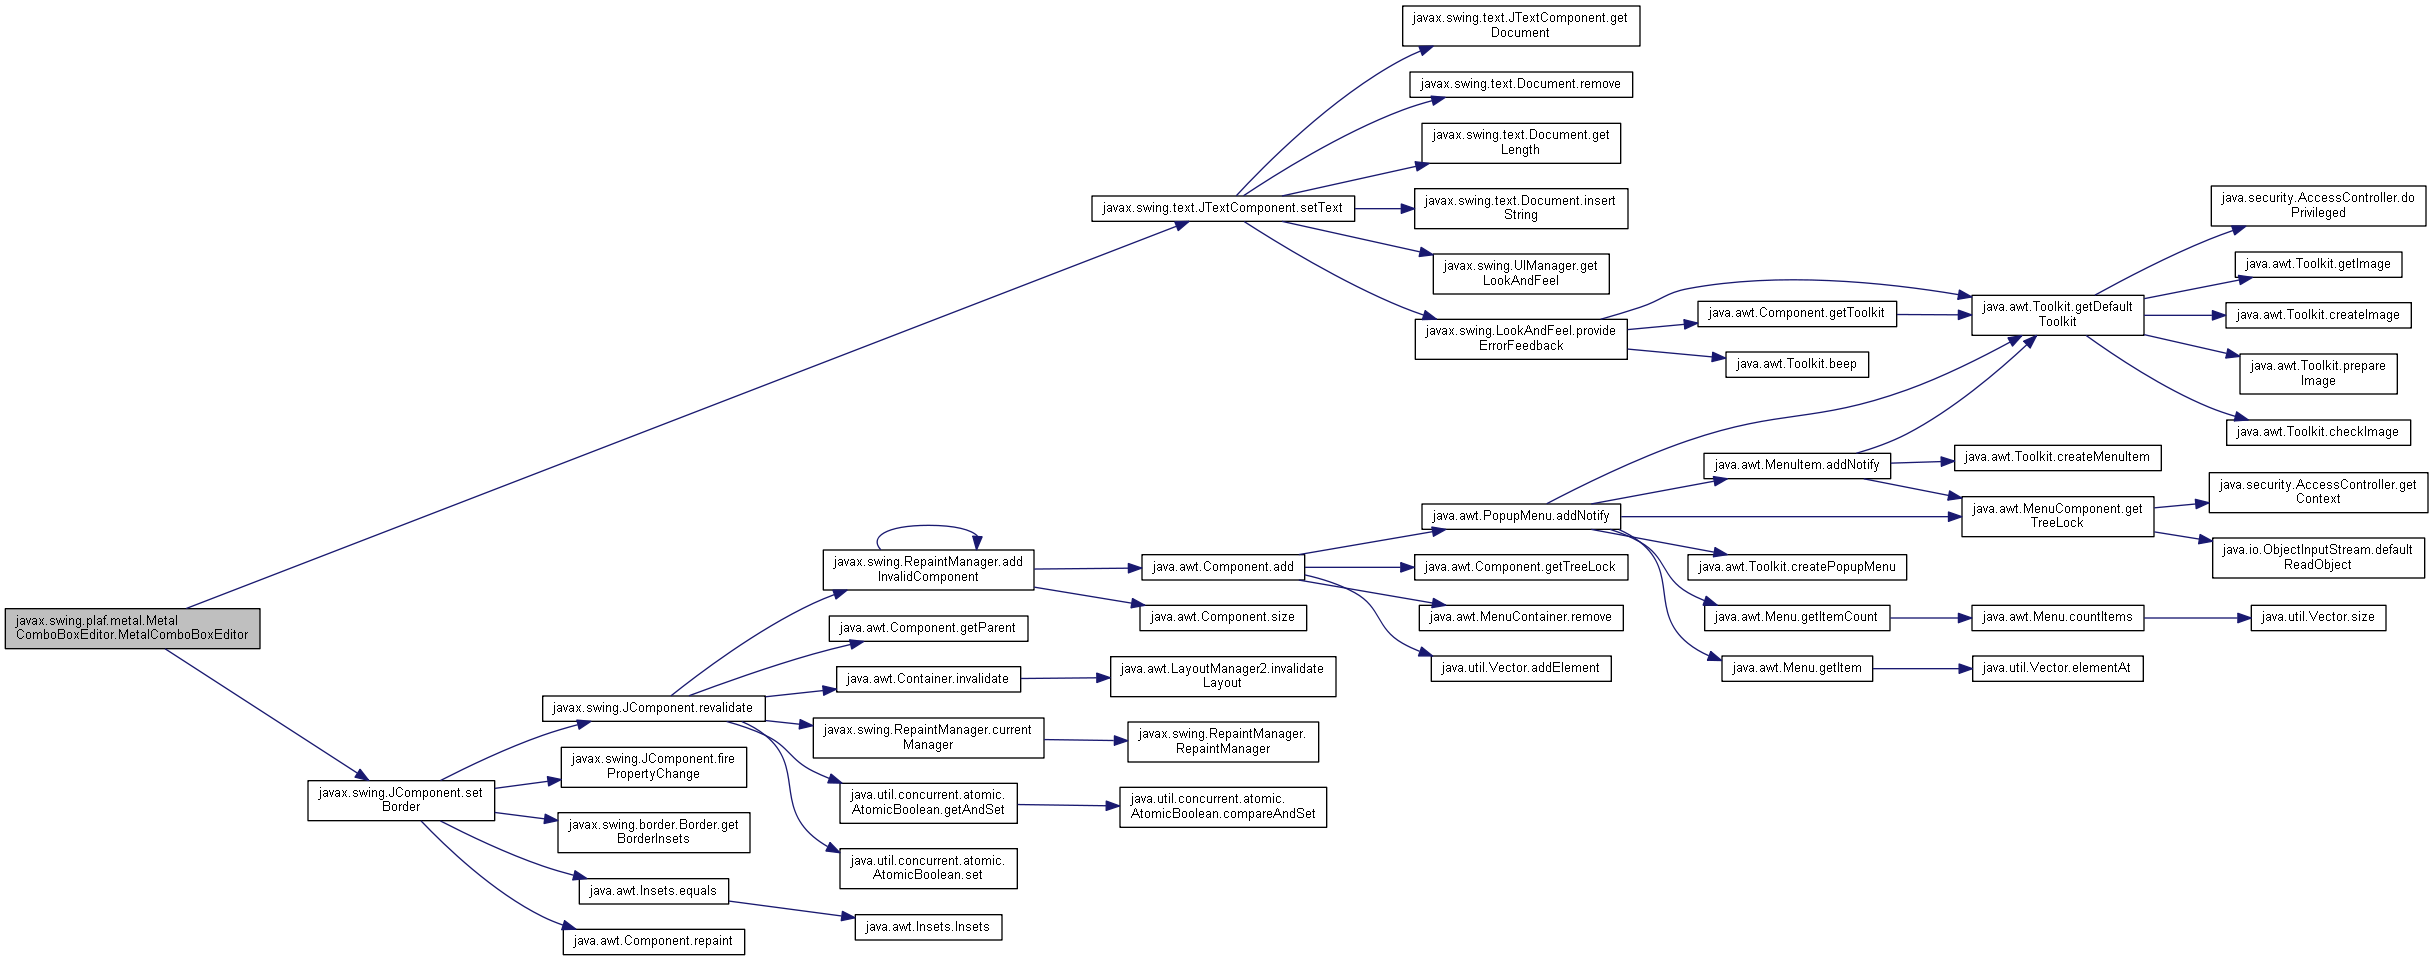 javax.swing.text.JTextComponent.get
Document
javax.swing.text.Document.remove
javax.swing.text.Document.get
Length
javax.swing.text.JTextComponent.setText
javax.swing.text.Document.insert
String
javax.swing.UIManager.get
LookAndFeel
javax.swing.LookAndFeel.provide
ErrorFeedback
java.awt.Component.getToolkit
java.awt.Toolkit.beep
java.awt.Toolkit.getDefault
Toolkit
java.security.AccessController.do
Privileged
java.awt.Toolkit.getImage
java.awt.Toolkit.createImage
java.awt.Toolkit.prepare
Image
java.awt.Toolkit.checkImage
java.awt.MenuItem.addNotify
java.awt.Toolkit.createMenuItem
java.awt.PopupMenu.addNotify
java.awt.MenuComponent.get
TreeLock
java.security.AccessController.get
Context
java.io.ObjectInputStream.default
ReadObject
javax.swing.RepaintManager.add
InvalidComponent
java.awt.Component.add
java.awt.Component.getTreeLock
java.awt.Toolkit.createPopupMenu
java.awt.Component.size
java.awt.MenuContainer.remove
java.awt.Menu.getItemCount
java.awt.Menu.countItems
java.util.Vector.size
javax.swing.plaf.metal.Metal
ComboBoxEditor.MetalComboBoxEditor
java.awt.Component.getParent
java.util.Vector.addElement
java.awt.Menu.getItem
java.util.Vector.elementAt
java.awt.Container.invalidate
java.awt.LayoutManager2.invalidate
Layout
javax.swing.JComponent.revalidate
javax.swing.RepaintManager.current
Manager
javax.swing.RepaintManager.
RepaintManager
javax.swing.JComponent.fire
PropertyChange
javax.swing.JComponent.set
Border
java.util.concurrent.atomic.
AtomicBoolean.getAndSet
java.util.concurrent.atomic.
AtomicBoolean.compareAndSet
javax.swing.border.Border.get
BorderInsets
java.util.concurrent.atomic.
AtomicBoolean.set
java.awt.Insets.equals
java.awt.Insets.Insets
java.awt.Component.repaint